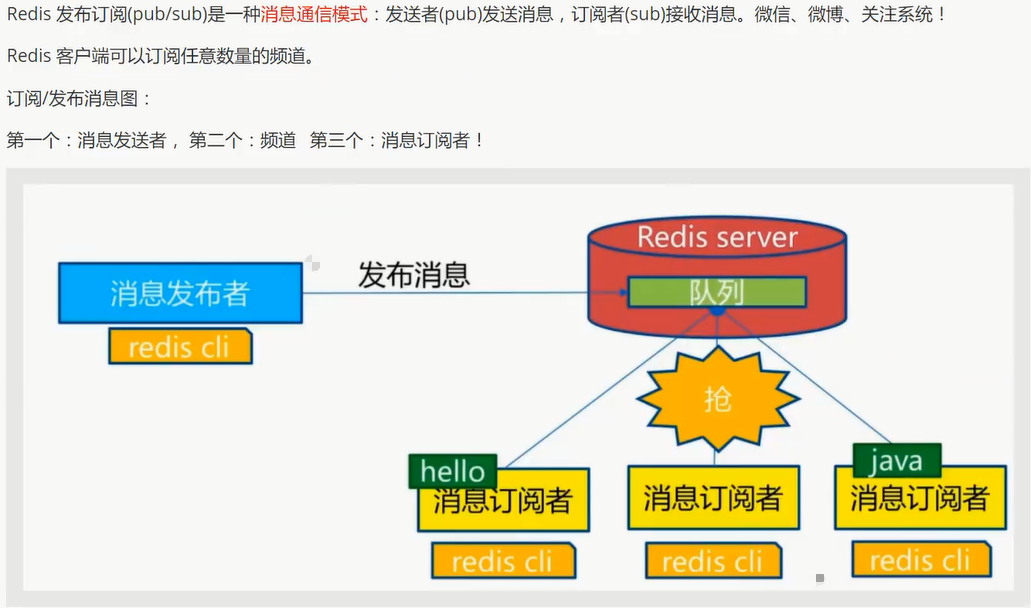 Redis 发布订阅(pub/sub)是一种消息通信模式：发送者(pub)发送消息，订阅者(sub)接收消息。微信、微博、关注系统！
Redis 客户端可以订阅任意数量的频道。
订阅/发布消息图：
第一个：消息发送者， 第二个：频道 第三个：消息订阅者！
Redis server
发布消息
队列
消息发布者
redis cli
抢
hello
java
消息订阅者
消息订阅者
消息订阅者
redis cli
redis cli
redis cli